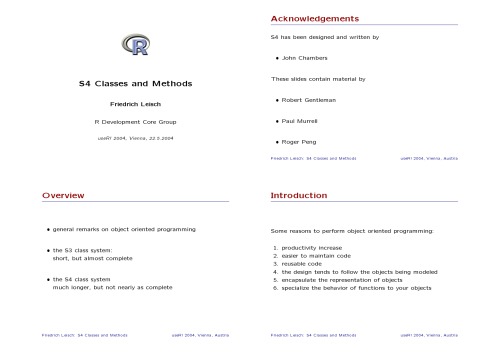 R
S4 Classes and Methods
Friedrich Leisch
R Development Core Group
useR! 2004, Vienna, 22.5.2004
Acknowledgements
S4 has been designed and written by
• John Chambers
These slides contain material by
• Robert Gentleman
• Paul Murrell
• Roger Peng
Friedrich Leisch: S4 Classes and Methods
useR! 2004, Vienna, Austria
Overview
• general remarks on object oriented programming
• the S3 class system:
short, but almost complete
• the S4 class system
much longer, but not nearly as complete
Friedrich Leisch: S4 Classes and Methods
useR! 2004, Vienna, Austria
Introduction
Some reasons to perform object oriented programming:
1. productivity increase
2. easier to maintain code
3. reusable code
4. the design tends to follow the objects being modeled
5. encapsulate the representation of objects
6. specialize the behavior of functions to your objects
Friedrich Leisch: S4 Classes and Methods
useR! 2004, Vienna, Austria